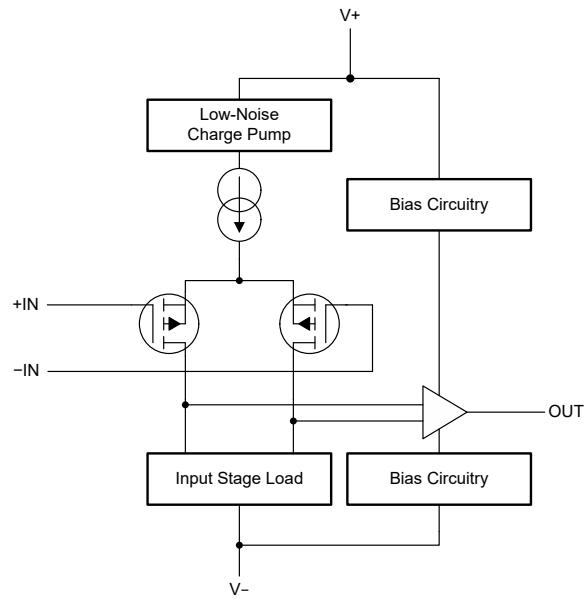 V+
Low-Noise
Charge Pump
Bias Circuitry
+IN
−IN
OUT
Input Stage Load
Bias Circuitry
V−